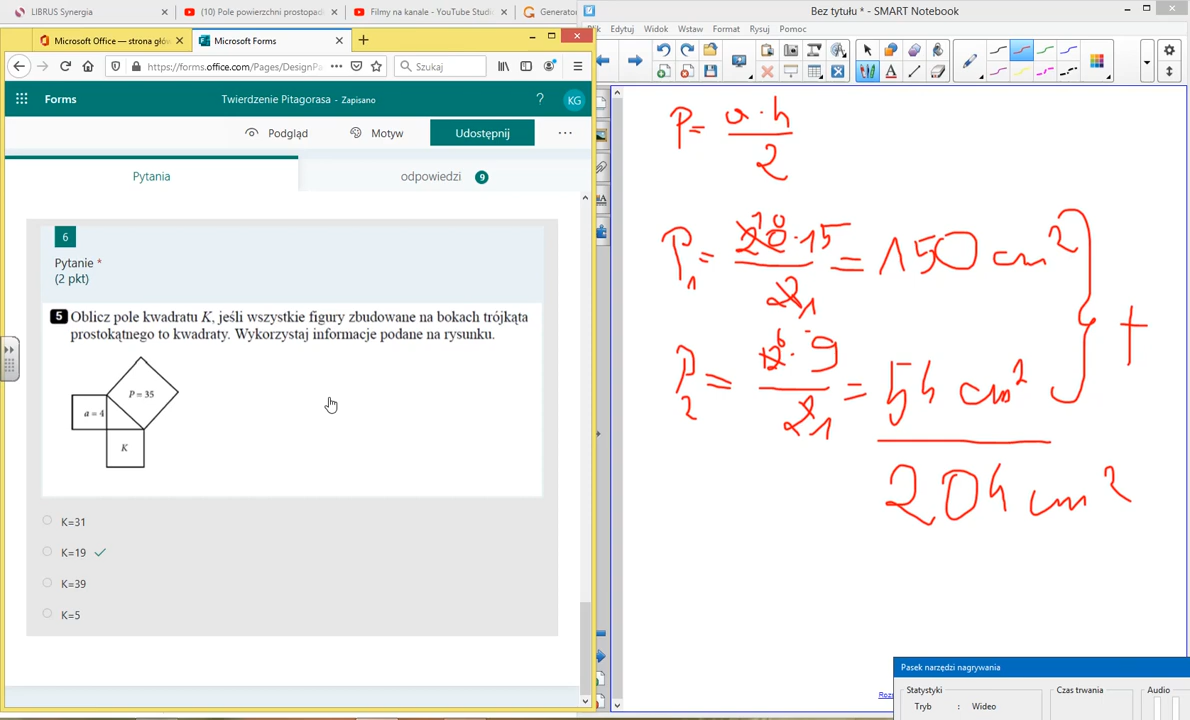 LIBRUS Synergia
(10) Pole powierzchni prostopad
Filmy na kanale - YouTube Studi
Generato
Microsoft Office — strona głów
Microsoft Forms
https://forms.office.com/Pages/DesignPa
Szukaj
Forms
Twierdzenie Pitagorasa - Zapisano
?
KG
Podgląd
Motyw
Udostępnij
Pytania
odpowiedzi 9
6
Pytanie *
(2 pkt)
5 Oblicz pole kwadratu K, jeśli wszystkie figury zbudowane na bokach trójkąta
prostokątnego to kwadraty. Wykorzystaj informacje podane na rysunku.
P = 35
a = 4
K
K=31
K=19
K=39
K=5
Bez tytułu * - SMART Notebook
Plik Edytuj Widok Wstaw Format Rysuj Pomoc
P = a·h/2
P1 = 20·15/2 = 150 cm²
P2 = 12·9/2 = 54 cm²
+
204 cm²
Pasek narzędzi nagrywania
Statystyki
Czas trwania
Audio
Tryb : Wideo